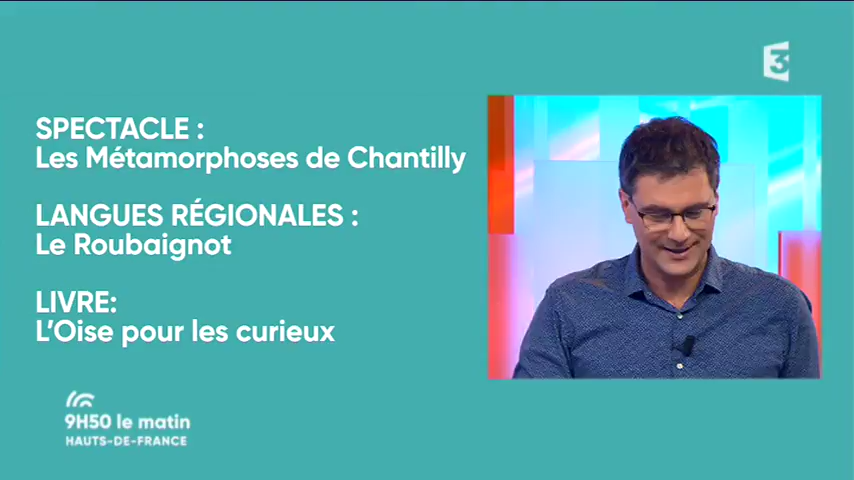 3
SPECTACLE :
Les Métamorphoses de Chantilly
LANGUES RÉGIONALES :
Le Roubaignot
LIVRE:
L'Oise pour les curieux
9H50 le matin
HAUTS-DE-FRANCE